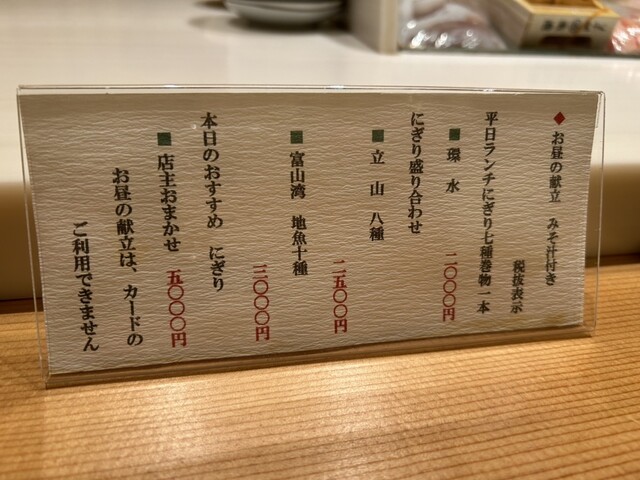 ◆お昼の献立　みそ汁付き
税抜表示
平日ランチにぎり七種巻物一本
■環　水
二〇〇〇円
にぎり盛り合わせ
■立　山　八種
二五〇〇円
■富山湾　地魚十種
三〇〇〇円
本日のおすすめ　にぎり
■店主おまかせ　五〇〇〇円
お昼の献立は、カードの
ご利用できません